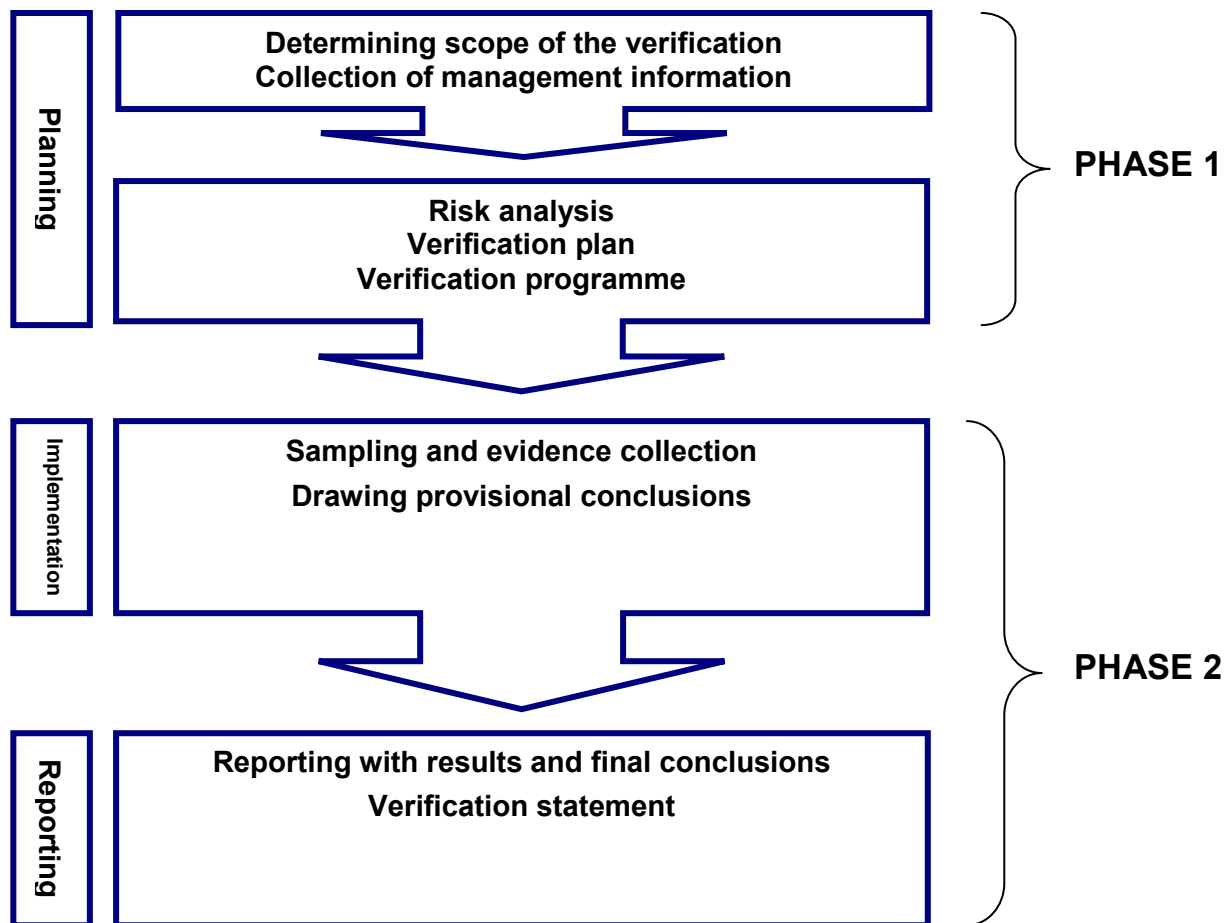 Planning
Determining scope of the verification
Collection of management information
Risk analysis
Verification plan
Verification programme
PHASE 1
Implementation
Sampling and evidence collection
Drawing provisional conclusions
Reporting
Reporting with results and final conclusions
Verification statement
PHASE 2